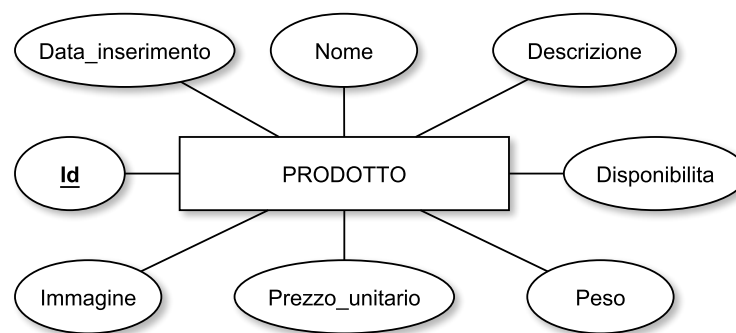 Data_inserimento
Nome
Descrizione
Id
PRODOTTO
Disponibilita
Immagine
Prezzo_unitario
Peso